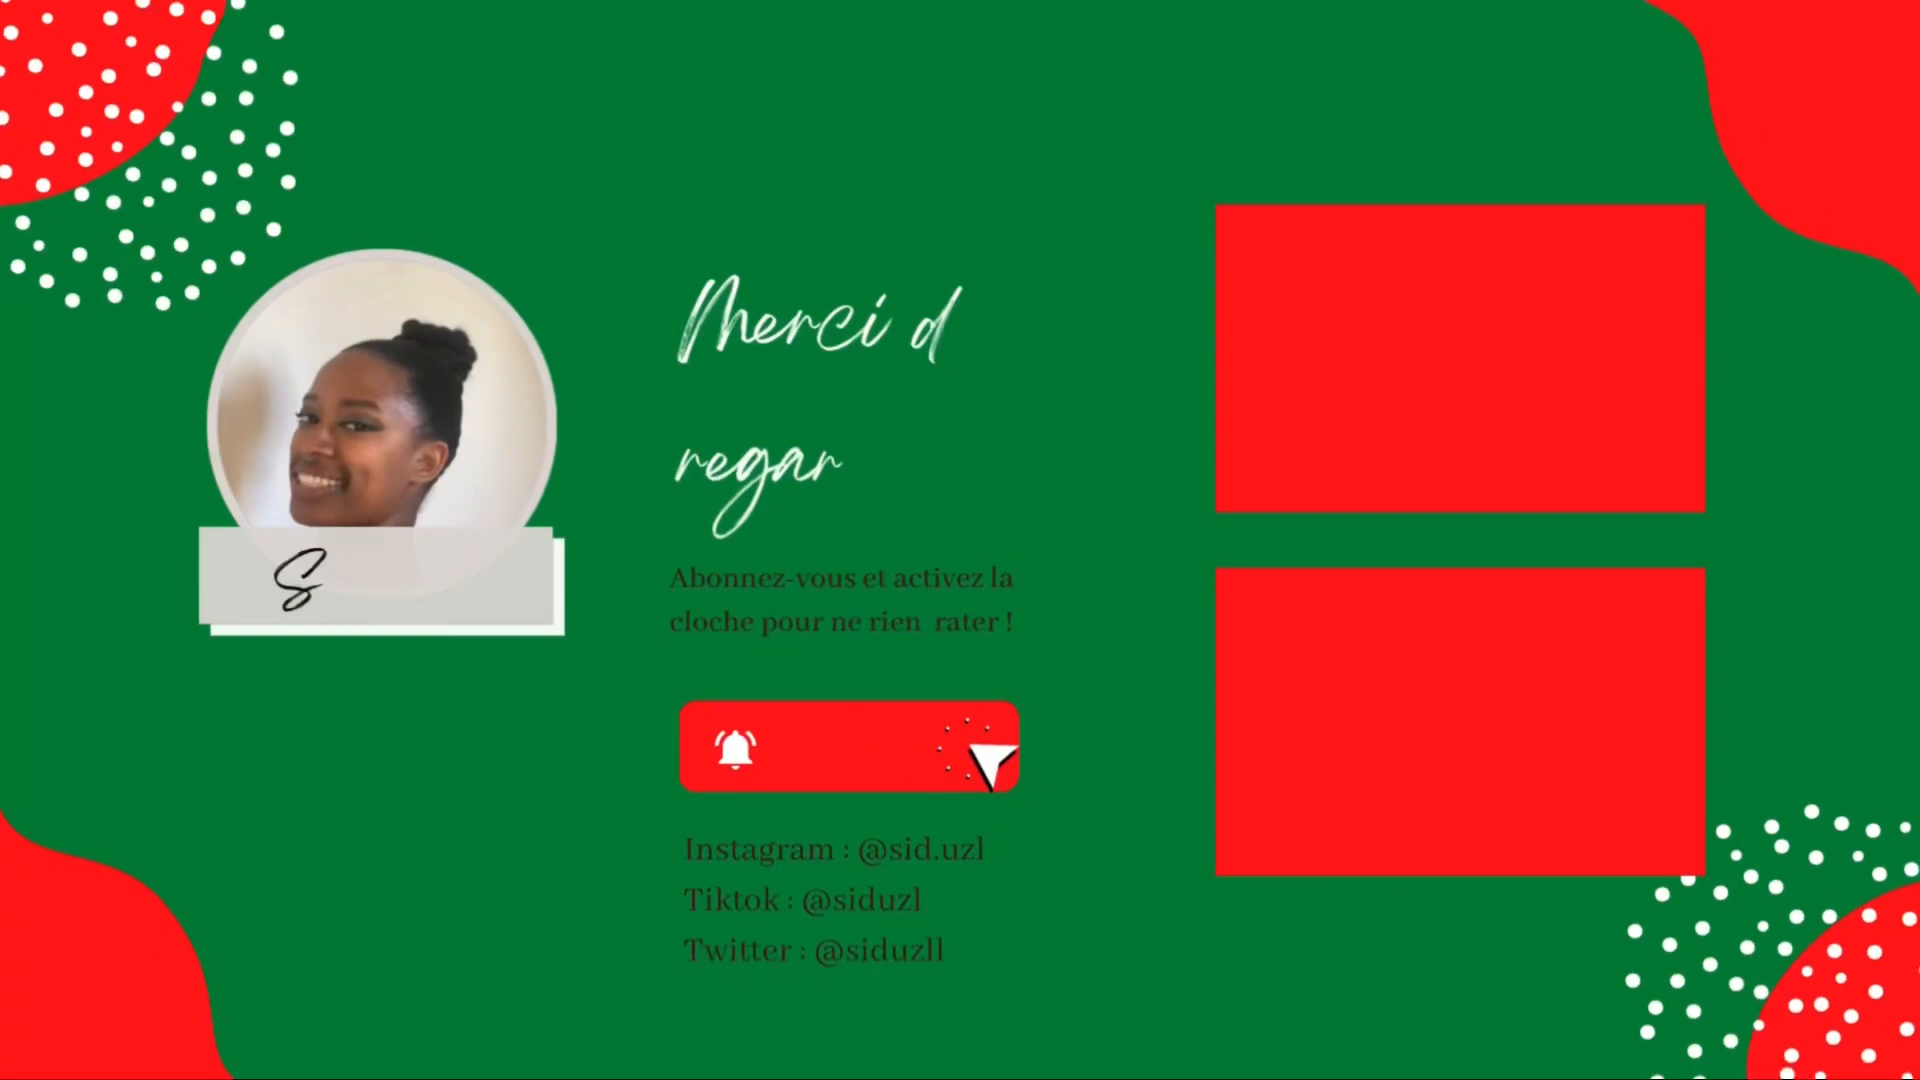 S
Merci d
regar
Abonnez-vous et activez la
cloche pour ne rien rater !
Instagram : @sid.uzl
Tiktok : @siduzl
Twitter : @siduzll